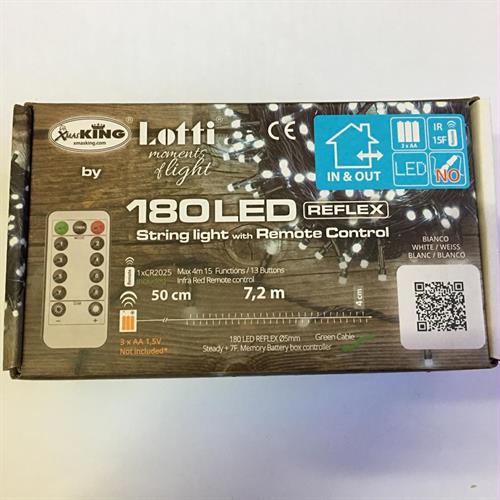 XMASKING®
xmasking.com
by
Lotti®
moments
of light
CE
IN & OUT
3 x AA
IR
15F
LED
NO
180 LED REFLEX
String light with Remote Control
1xCR2025
Max 4m 15 Functions / 13 Buttons
Infra Red Remote control
BIANCO
WHITE / WEISS
BLANC / BLANCO
50 cm
7,2 m
4 cm
3 x AA 1,5V
Not included*
180 LED REFLEX Ø5mm
Green Cable
Steady + 7F. Memory Battery box controller